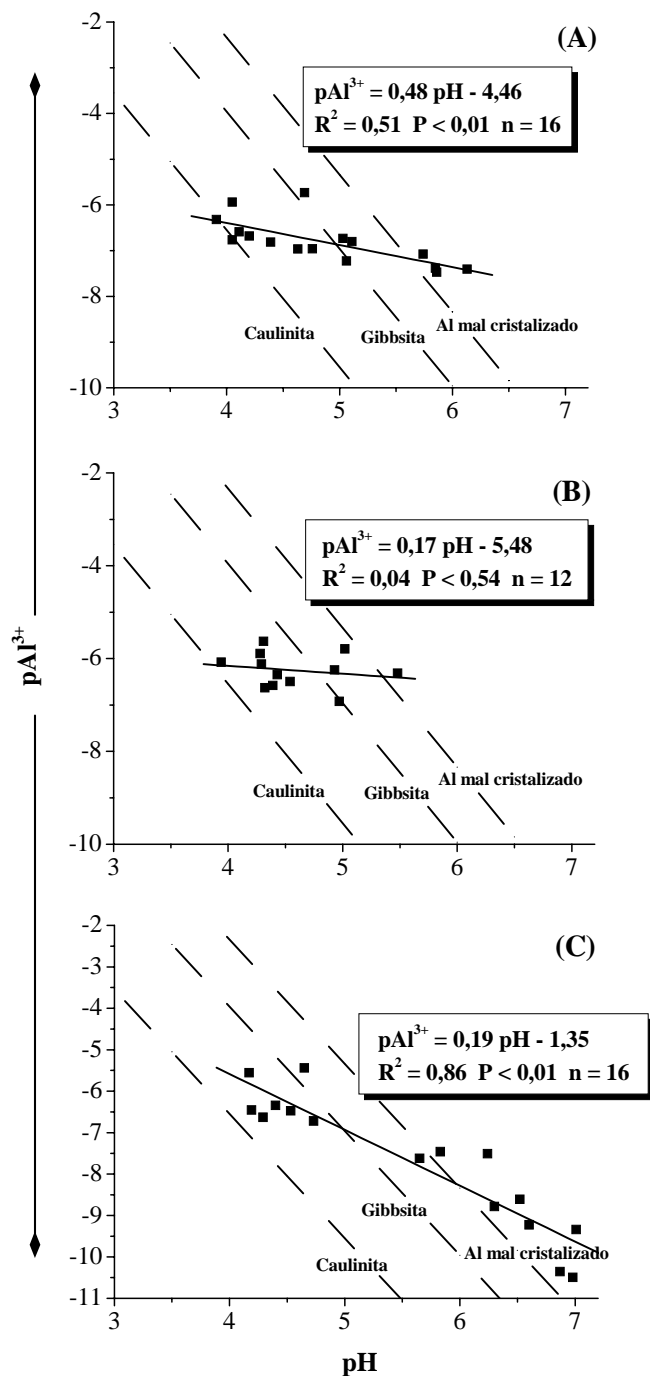 (A)
-2
-4
-6
-8
-10
pAl³⁺ = 0,48 pH - 4,46
R² = 0,51 P < 0,01 n = 16
Caulinita
Gibbsita
Al mal cristalizado
3 4 5 6 7
(B)
-2
-4
-6
-8
-10
pAl³⁺ = 0,17 pH - 5,48
R² = 0,04 P < 0,54 n = 12
Caulinita
Gibbsita
Al mal cristalizado
3 4 5 6 7
pAl³⁺
(C)
-2
-3
-4
-5
-6
-7
-8
-9
-10
-11
pAl³⁺ = 0,19 pH - 1,35
R² = 0,86 P < 0,01 n = 16
Gibbsita
Al mal cristalizado
Caulinita
3 4 5 6 7
pH